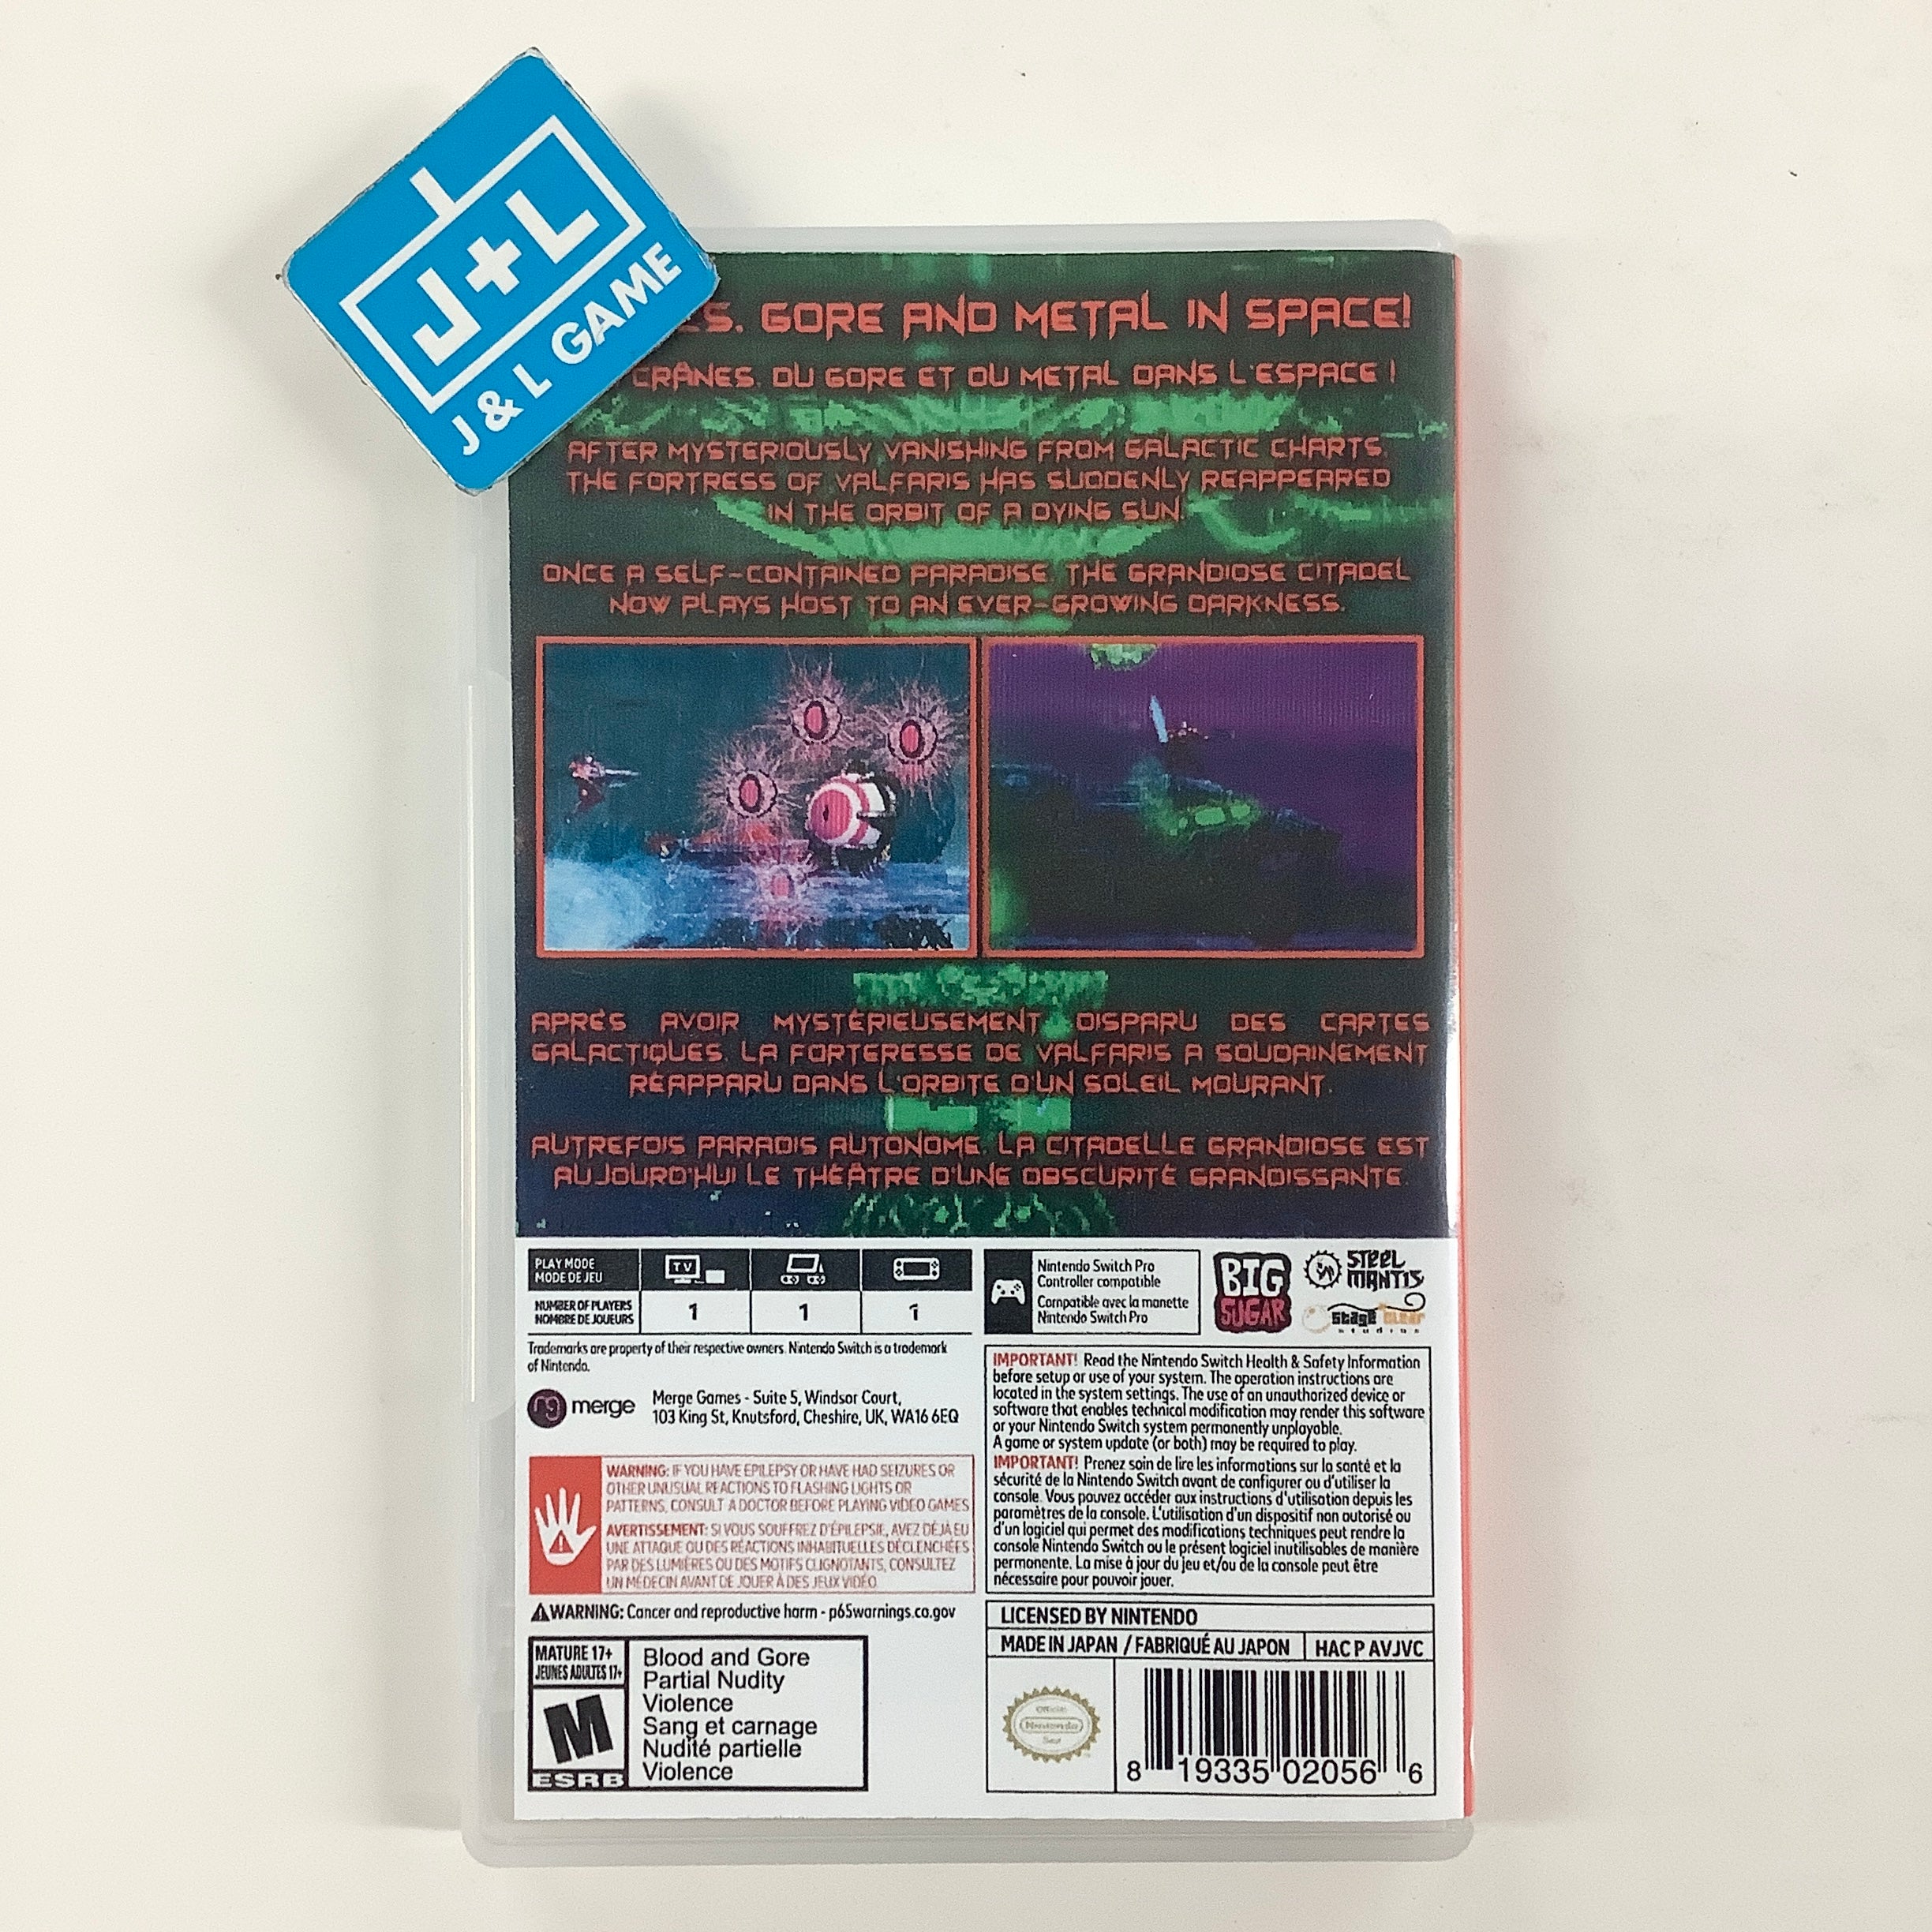 J+L
J & L GAME
GORE AND METAL IN SPACE!
CRÂNES, DU GORE ET DU METAL DANS L'ESPACE !
AFTER MYSTERIOUSLY VANISHING FROM GALACTIC CHARTS,
THE FORTRESS OF VALFARIS HAS SUDDENLY REAPPEARED
IN THE ORBIT OF A DYING SUN.
ONCE A SELF-CONTAINED PARADISE, THE GRANDIOSE CITADEL
NOW PLAYS HOST TO AN EVER-GROWING DARKNESS.
APRÈS AVOIR MYSTÉRIEUSEMENT DISPARU DES CARTES
GALACTIQUES, LA FORTERESSE DE VALFARIS A SOUDAINEMENT
RÉAPPARU DANS L'ORBITE D'UN SOLEIL MOURANT.
AUTREFOIS PARADIS AUTONOME, LA CITADELLE GRANDIOSE EST
AUJOURD'HUI LE THÉÂTRE D'UNE OBSCURITÉ GRANDISSANTE.
PLAY MODE
MODE DE JEU
TV
NUMBER OF PLAYERS
NOMBRE DE JOUEURS
1 1 1
Nintendo Switch Pro
Controller compatible
Compatible avec la manette
Nintendo Switch Pro
BIG
SUGAR
STEEL
MANTIS
Stage Clear
studios
Trademarks are property of their respective owners. Nintendo Switch is a trademark
of Nintendo.
merge
Merge Games - Suite 5, Windsor Court,
103 King St, Knutsford, Cheshire, UK, WA16 6EQ
WARNING: IF YOU HAVE EPILEPSY OR HAVE HAD SEIZURES OR
OTHER UNUSUAL REACTIONS TO FLASHING LIGHTS OR
PATTERNS, CONSULT A DOCTOR BEFORE PLAYING VIDEO GAMES
AVERTISSEMENT: SI VOUS SOUFFREZ D'ÉPILEPSIE, AVEZ DÉJÀ EU
UNE ATTAQUE OU DES RÉACTIONS INHABITUELLES DÉCLENCHÉES
PAR DES LUMIÈRES OU DES MOTIFS CLIGNOTANTS, CONSULTEZ
UN MÉDECIN AVANT DE JOUER À DES JEUX VIDÉO.
WARNING: Cancer and reproductive harm - p65warnings.ca.gov
MATURE 17+
JEUNES ADULTES 17+
M
ESRB
Blood and Gore
Partial Nudity
Violence
Sang et carnage
Nudité partielle
Violence
IMPORTANT! Read the Nintendo Switch Health & Safety Information
before setup or use of your system. The operation instructions are
located in the system settings. The use of an unauthorized device or
software that enables technical modification may render this software
or your Nintendo Switch system permanently unplayable.
A game or system update (or both) may be required to play.
IMPORTANT! Prenez soin de lire les informations sur la santé et la
sécurité de la Nintendo Switch avant de configurer ou d'utiliser la
console. Vous pouvez accéder aux instructions d'utilisation depuis les
paramètres de la console. L'utilisation d'un dispositif non autorisé ou
d'un logiciel qui permet des modifications techniques peut rendre la
console Nintendo Switch ou le présent logiciel inutilisables de manière
permanente. La mise à jour du jeu et/ou de la console peut être
nécessaire pour pouvoir jouer.
LICENSED BY NINTENDO
MADE IN JAPAN / FABRIQUÉ AU JAPON HAC P AVJVC
Official
Nintendo
Seal
8 19335 02056 6